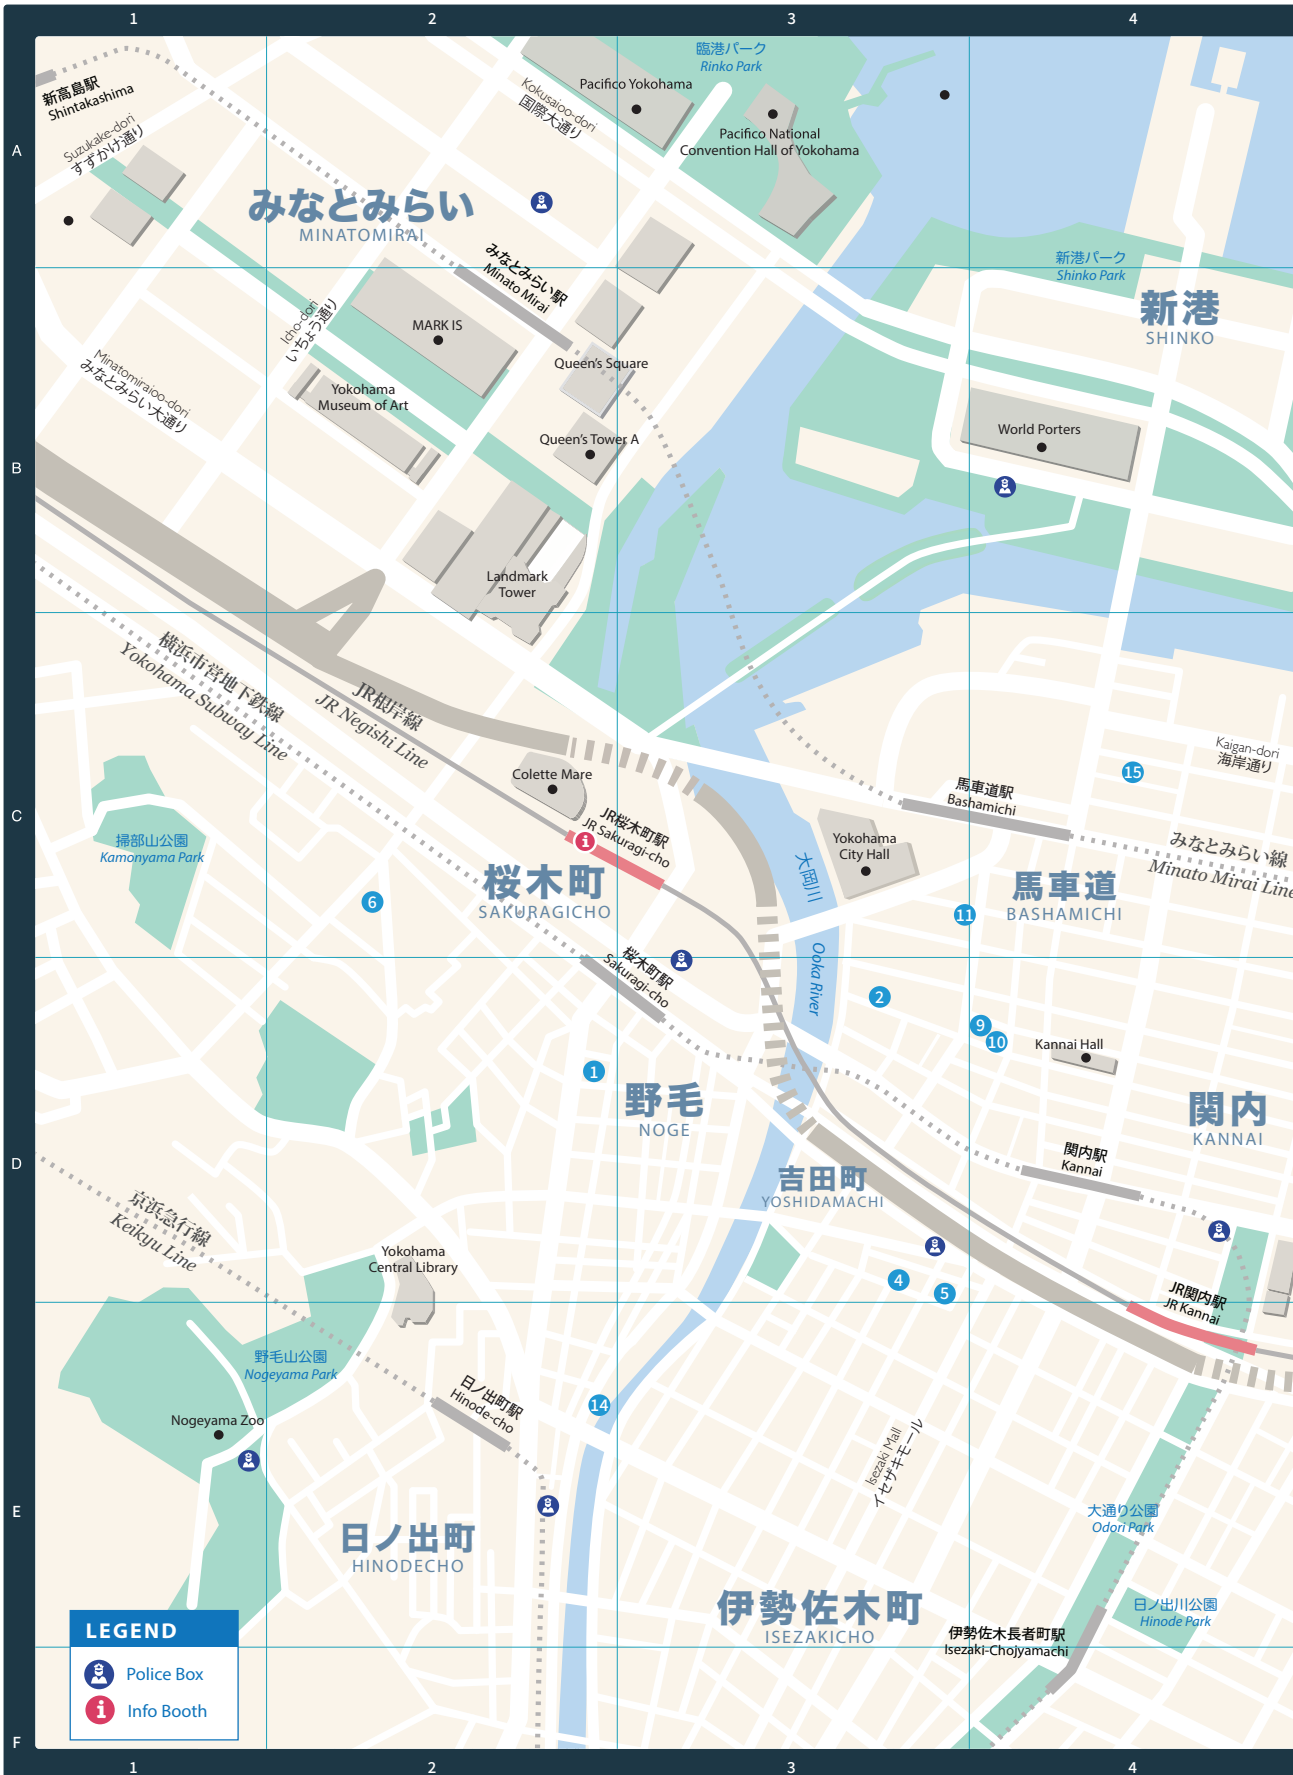 1
2
3
4
A
B
C
D
E
F
新高島駅
Shintakashima
Suzukake-dori
すずかけ通り
みなとみらい
MINATOMIRAI
Kokusaioo-dori
国際大通り
Pacifico Yokohama
臨港パーク
Rinko Park
Pacifico National
Convention Hall of Yokohama
みなとみらい駅
Minato Mirai
新港パーク
Shinko Park
新港
SHINKO
MARK IS
Icho-dori
いちょう通り
Queen's Square
Minatomiraioo-dori
みなとみらい大通り
Yokohama
Museum of Art
Queen's Tower A
World Porters
Landmark
Tower
横浜市営地下鉄線
Yokohama Subway Line
JR根岸線
JR Negishi Line
Colette Mare
JR桜木町駅
JR Sakuragi-cho
i
馬車道駅
Bashamichi
15
Kaigan-dori
海岸通り
掃部山公園
Kamonyama Park
Yokohama
City Hall
大岡川
Ooka River
みなとみらい線
Minato Mirai Line
桜木町
SAKURAGICHO
馬車道
BASHAMICHI
6
11
桜木町駅
Sakuragi-cho
2
9
10
Kannai Hall
1
野毛
NOGE
関内
KANNAI
関内駅
Kannai
吉田町
YOSHIDAMACHI
京浜急行線
Keikyu Line
Yokohama
Central Library
4
5
JR関内駅
JR Kannai
野毛山公園
Nogeyama Park
日ノ出町駅
Hinode-cho
14
Nogeyama Zoo
Isezaki Mall
イセザキモール
大通り公園
Odori Park
日ノ出町
HINODECHO
伊勢佐木町
ISEZAKICHO
日ノ出川公園
Hinode Park
伊勢佐木長者町駅
Isezaki-Chojyamachi
LEGEND
Police Box
i
Info Booth
1
2
3
4